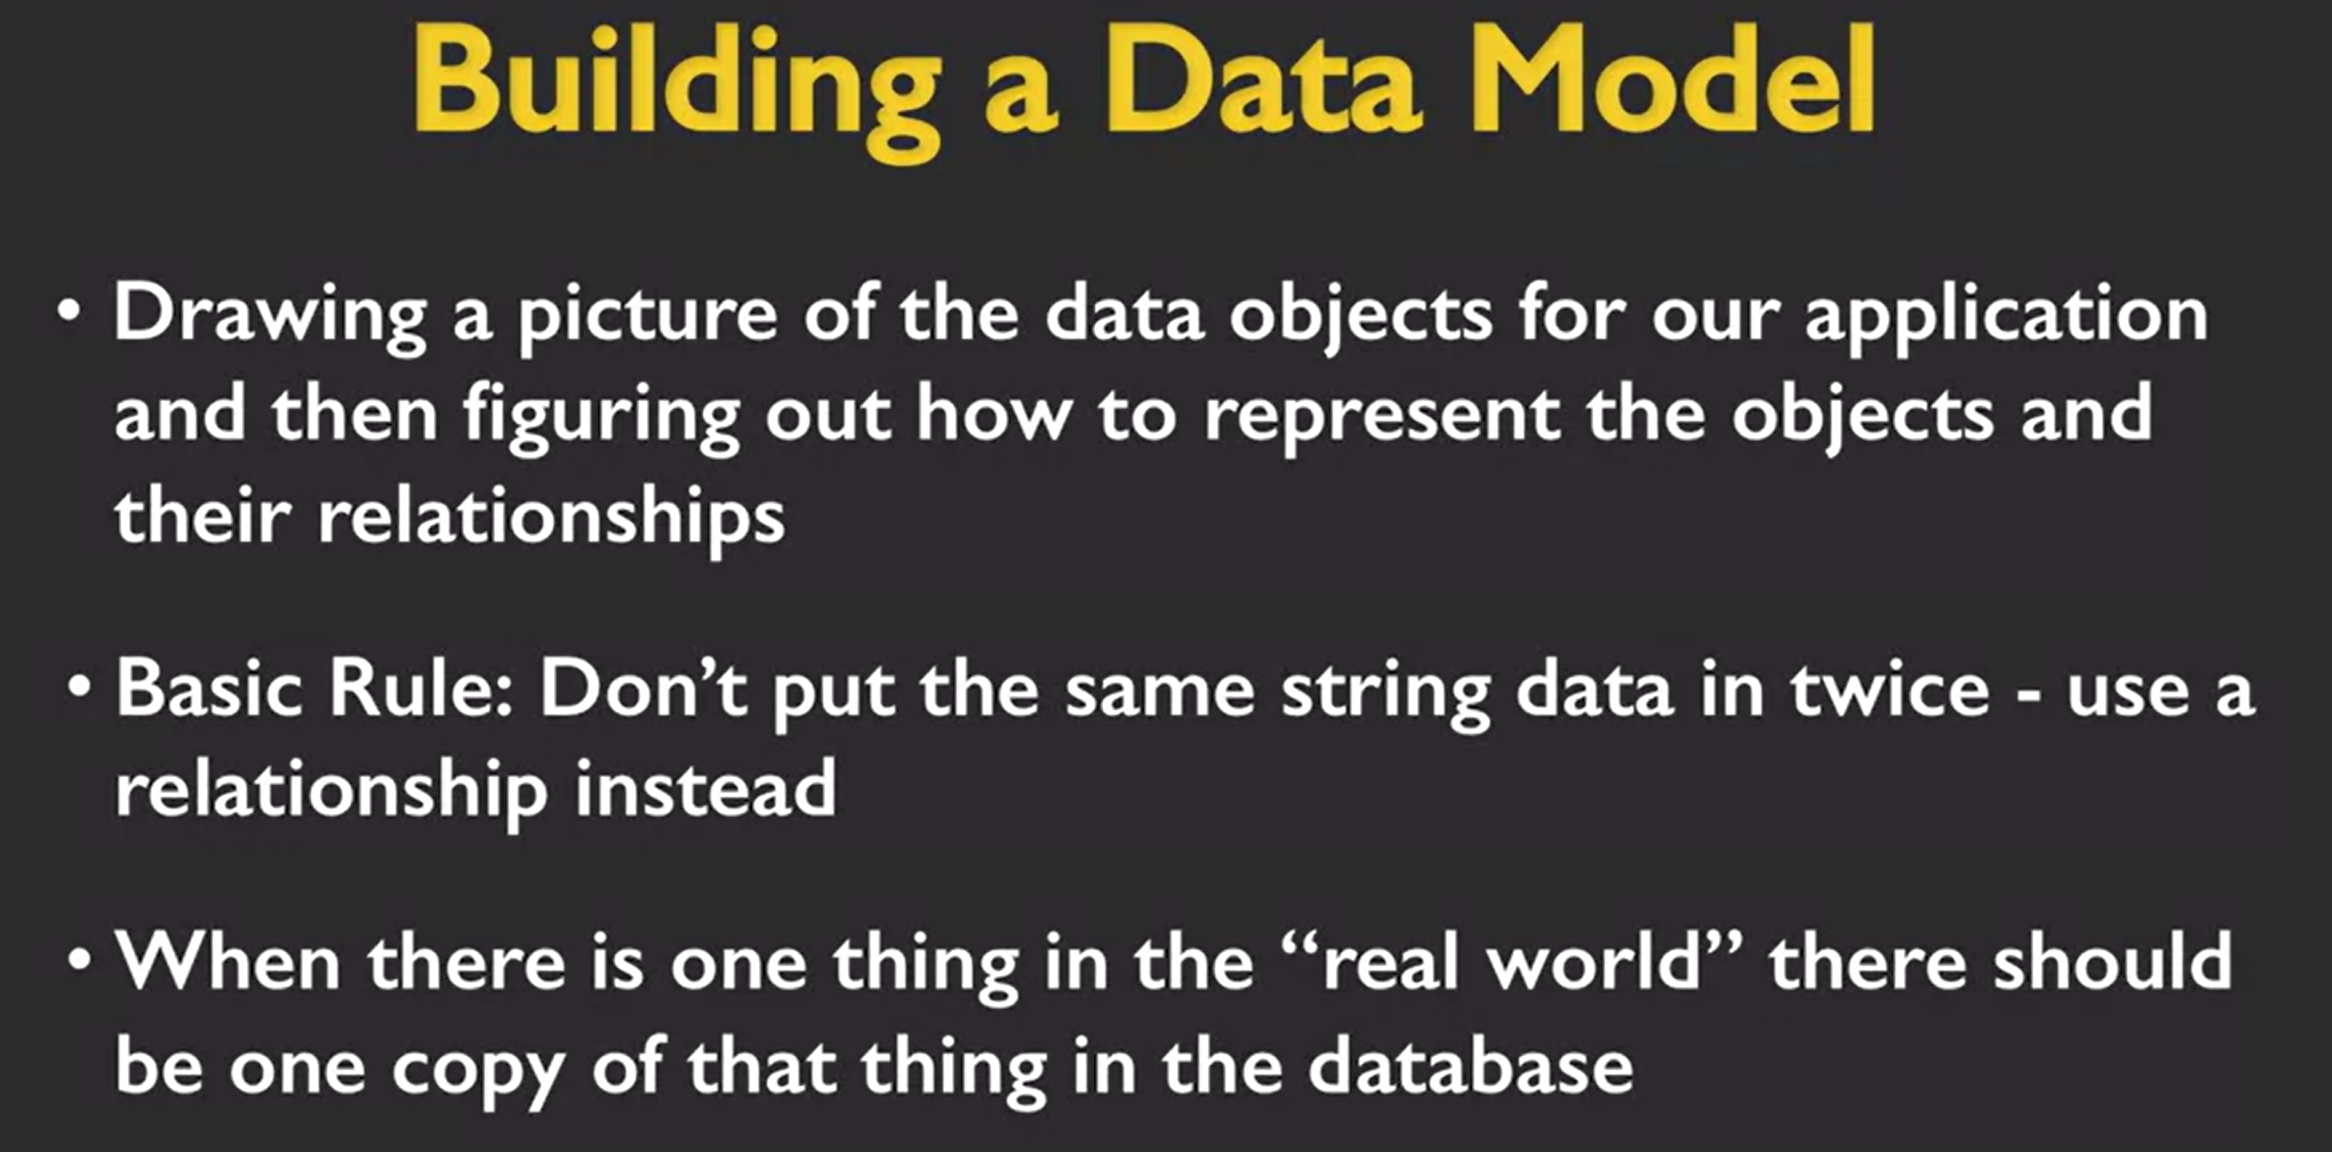 Building a Data Model
• Drawing a picture of the data objects for our application
and then figuring out how to represent the objects and
their relationships
• Basic Rule: Don’t put the same string data in twice - use a
relationship instead
• When there is one thing in the “real world” there should
be one copy of that thing in the database